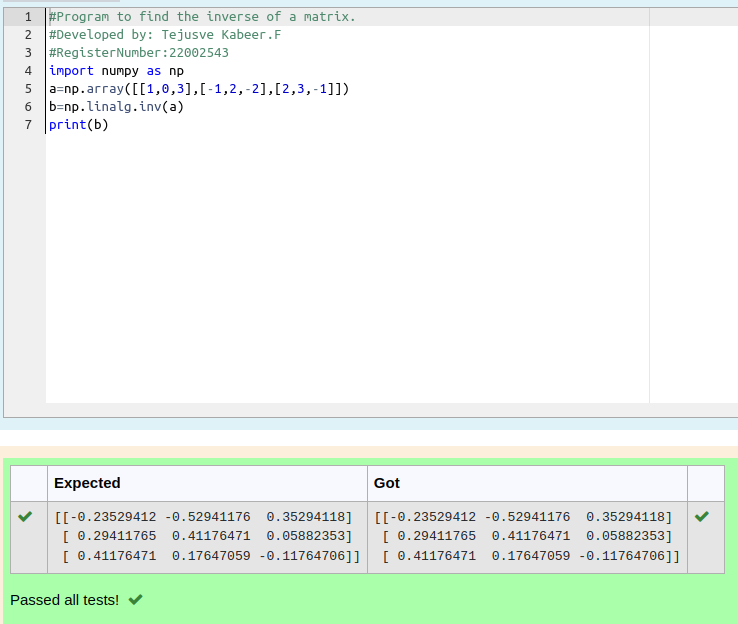 1 #Program to find the inverse of a matrix.
2 #Developed by: Tejusve Kabeer.F
3 #RegisterNumber:22002543
4 import numpy as np
5 a=np.array([[1,0,3],[-1,2,-2],[2,3,-1]])
6 b=np.linalg.inv(a)
7 print(b)
Expected Got
[[-0.23529412 -0.52941176  0.35294118] [[-0.23529412 -0.52941176  0.35294118]
[ 0.29411765  0.41176471  0.05882353] [ 0.29411765  0.41176471  0.05882353]
[ 0.41176471  0.17647059 -0.11764706]] [ 0.41176471  0.17647059 -0.11764706]]
Passed all tests!